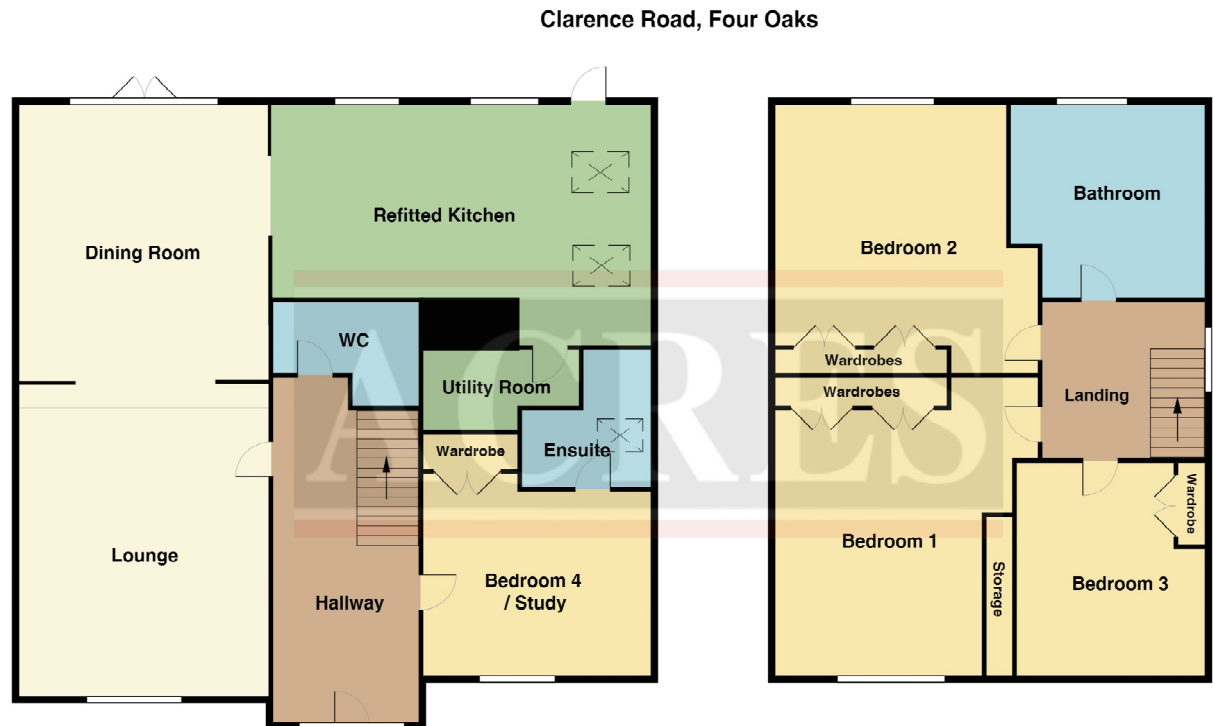 Clarence Road, Four Oaks
Dining Room
Refitted Kitchen
WC
Utility Room
Wardrobe
Ensuite
Lounge
Hallway
Bedroom 4
/ Study
Bedroom 2
Bathroom
Wardrobes
Wardrobes
Landing
Bedroom 1
Storage
Wardrobe
Bedroom 3
ACRES